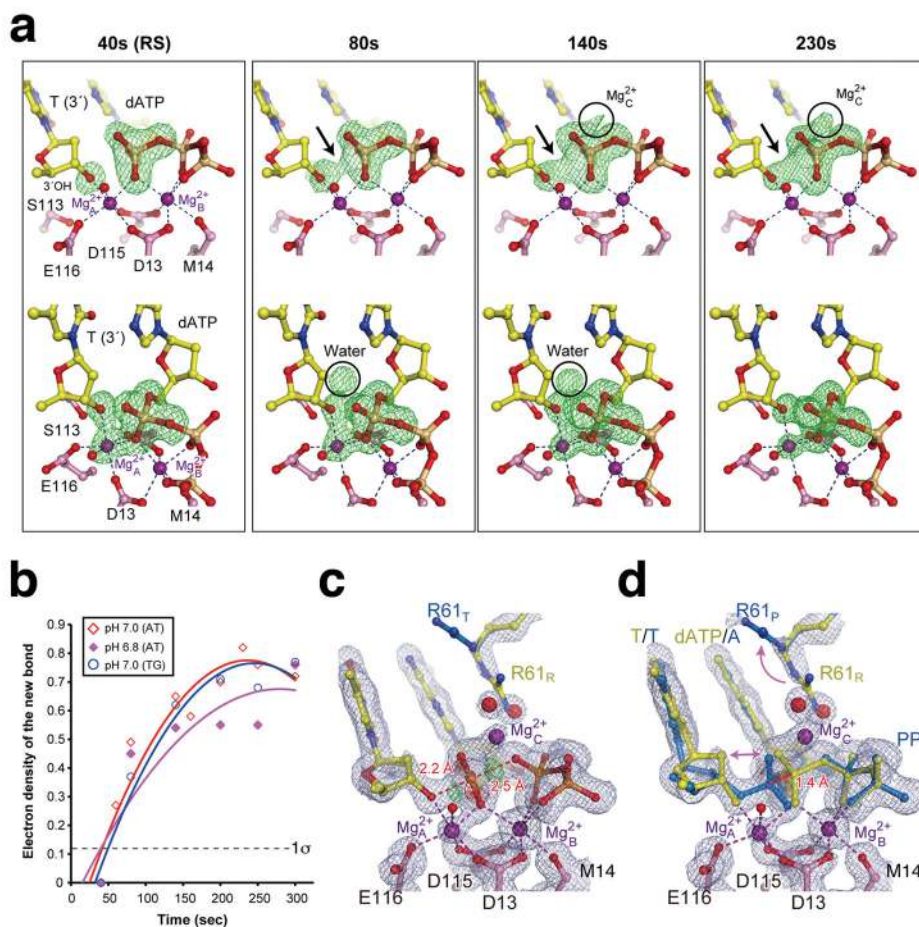 a
40s (RS)
80s
140s
230s
T (3´)
dATP
Mg2+C
Mg2+C
3´OH
S113
Mg2+A
Mg2+B
E116
D115
D13
M14
T (3´)
dATP
Water
Water
S113
E116
Mg2+A
Mg2+B
D13
M14
b
Electron density of the new bond
0.9
0.8
0.7
0.6
0.5
0.4
0.3
0.2
0.1
0
pH 7.0 (AT)
pH 6.8 (AT)
pH 7.0 (TG)
1σ
0 50 100 150 200 250 300
Time (sec)
c
R61T
R61R
Mg2+C
2.2 Å
2.5 Å
Mg2+A
Mg2+B
E116
D115
D13
M14
d
R61P
T/T
dATP/A
R61R
Mg2+C
PPi
1.4 Å
Mg2+A
Mg2+B
E116
D115
D13
M14